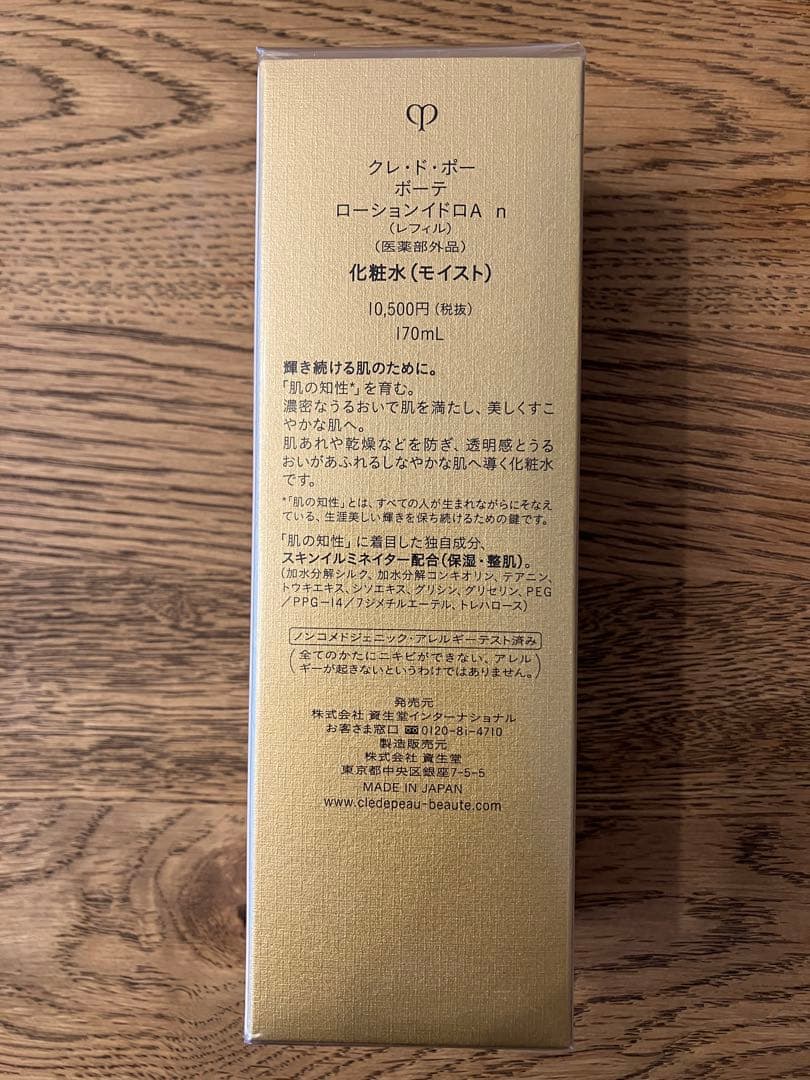 クレ・ド・ポー
ボーテ
ローションイドロA n
(レフィル)
(医薬部外品)
化粧水(モイスト)
10,500円(税抜)
170mL
輝き続ける肌のために。
「肌の知性*」を育む。
濃密なうるおいで肌を満たし、美しくすこ
やかな肌へ。
肌あれや乾燥などを防ぎ、透明感とうる
おいがあふれるしなやかな肌へ導く化粧水
です。
*「肌の知性」とは、すべての人が生まれながらにそなえ
ている、生涯美しい輝きを保ち続けるための鍵です。
「肌の知性」に着目した独自成分、
スキンイルミネイター配合(保湿・整肌)。
(加水分解シルク、加水分解コンキオリン、テアニン、
トウキエキス、シソエキス、グリシン、グリセリン、PEG
/PPG-14/7ジメチルエーテル、トレハロース)
ノンコメドジェニック・アレルギーテスト済み
(全てのかたにニキビができない、アレル
ギーが起きないというわけではありません。)
発売元
株式会社 資生堂インターナショナル
お客さま窓口 0120-81-4710
製造販売元
株式会社 資生堂
東京都中央区銀座7-5-5
MADE IN JAPAN
www.cledepeau-beaute.com